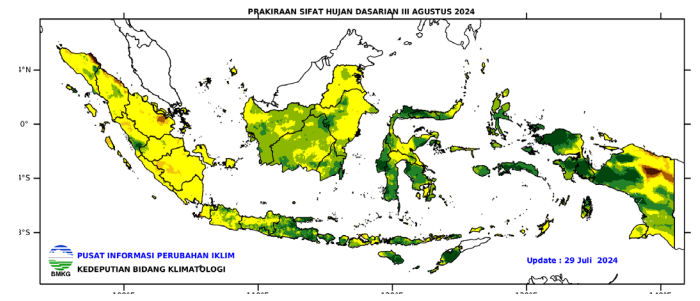 PRAKIRAAN SIFAT HUJAN DASARIAN III AGUSTUS 2024
1°N
0°
1°S
3°S
PUSAT INFORMASI PERUBAHAN IKLIM
KEDEPUTIAN BIDANG KLIMATOLOGI
BMKG
Update : 29 Juli 2024